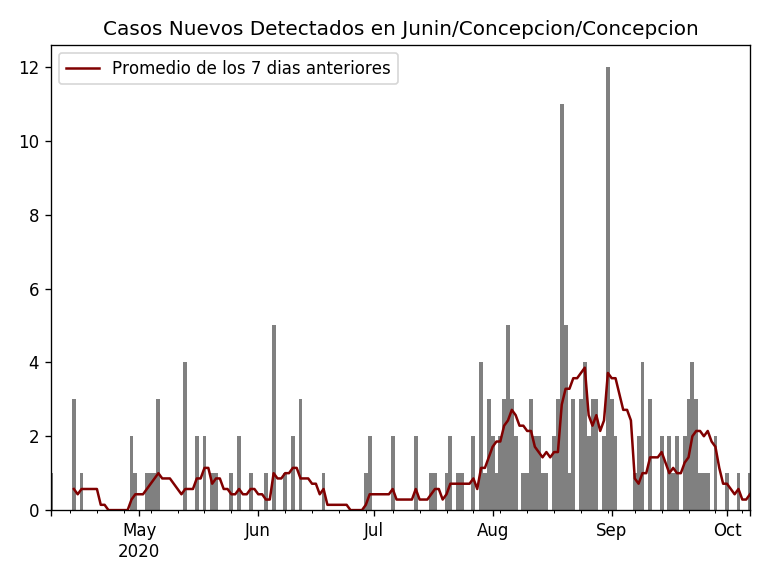 Casos Nuevos Detectados en Junin/Concepcion/Concepcion
Promedio de los 7 dias anteriores
12
10
8
6
4
2
0
May Jun Jul Aug Sep Oct
2020